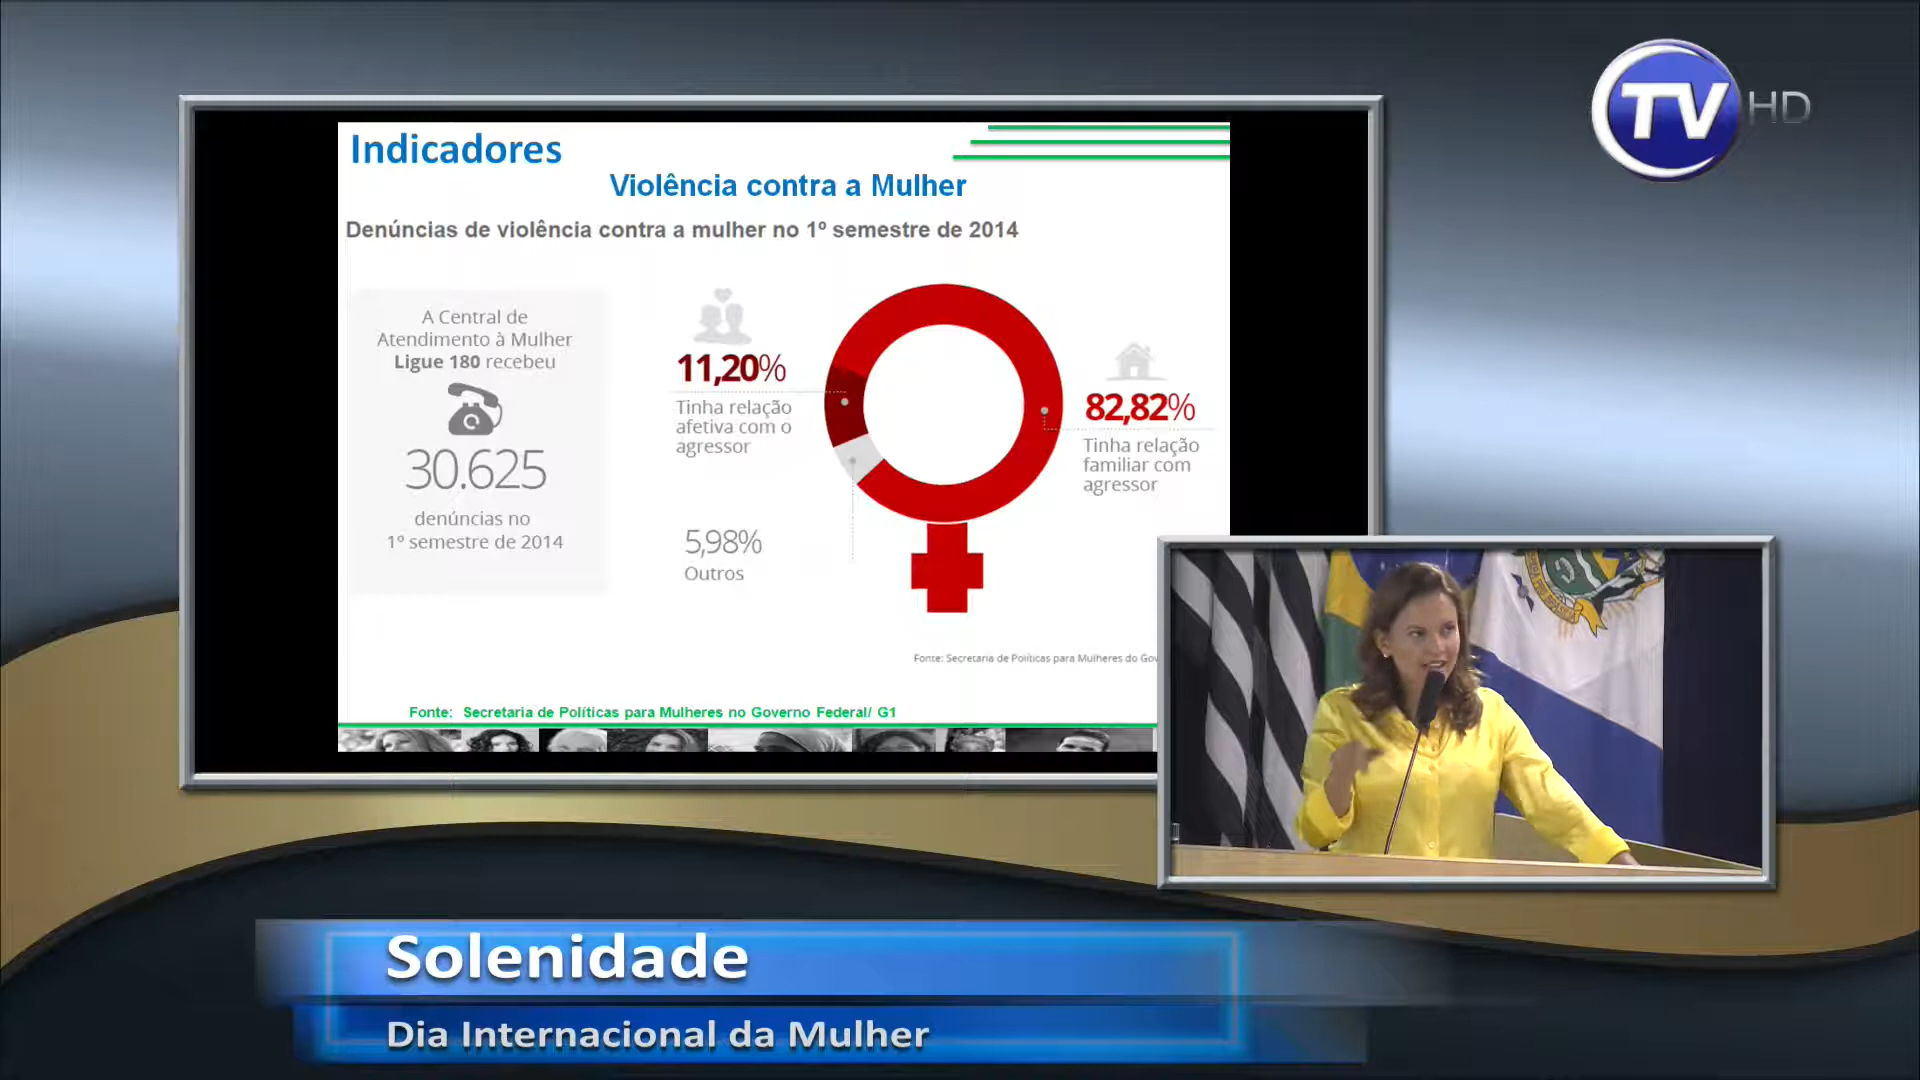 TV HD
Indicadores
Violência contra a Mulher
Denúncias de violência contra a mulher no 1º semestre de 2014
A Central de
Atendimento à Mulher
Ligue 180 recebeu
30.625
denúncias no
1º semestre de 2014
11,20%
Tinha relação
afetiva com o
agressor
5,98%
Outros
82,82%
Tinha relação
familiar com
agressor
Fonte: Secretaria de Políticas para Mulheres do Gov
Fonte: Secretaria de Políticas para Mulheres no Governo Federal/ G1
Solenidade
Dia Internacional da Mulher